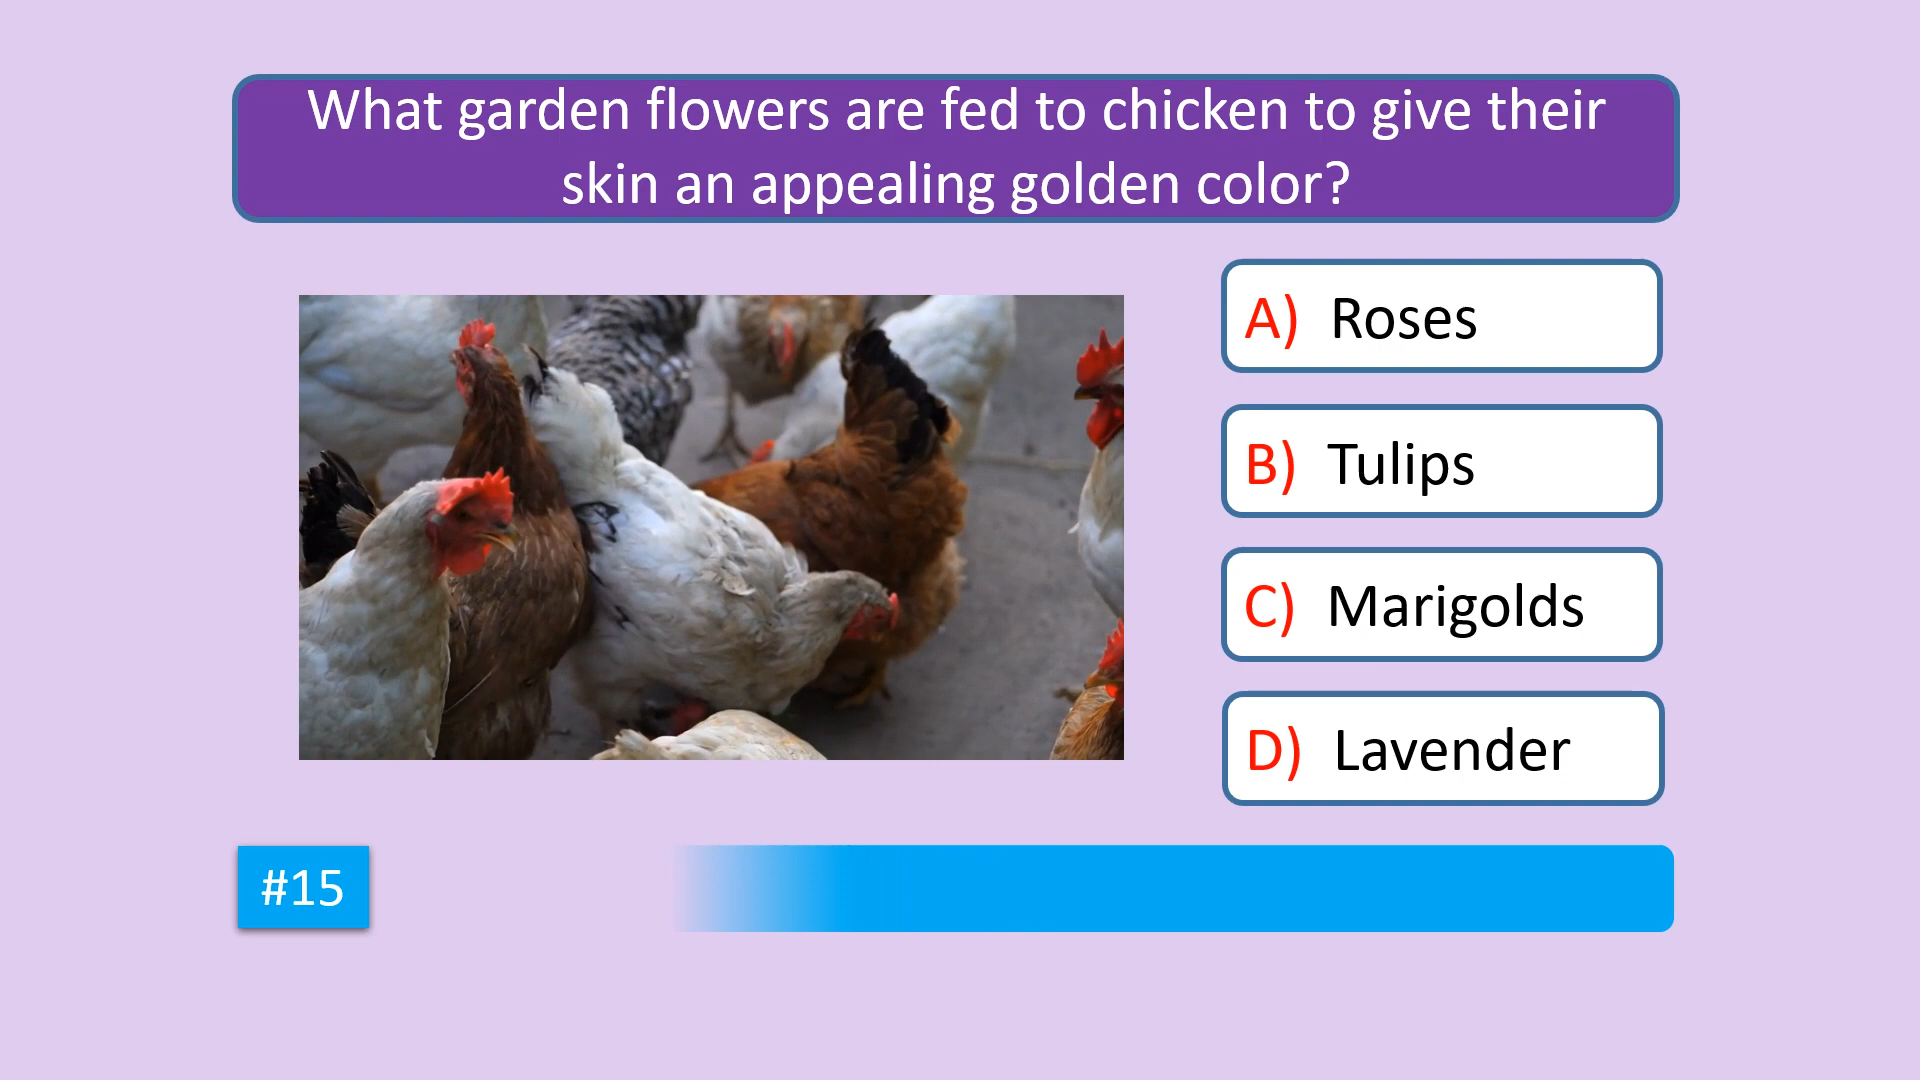 What garden flowers are fed to chicken to give their
skin an appealing golden color?
A) Roses
B) Tulips
C) Marigolds
D) Lavender
#15